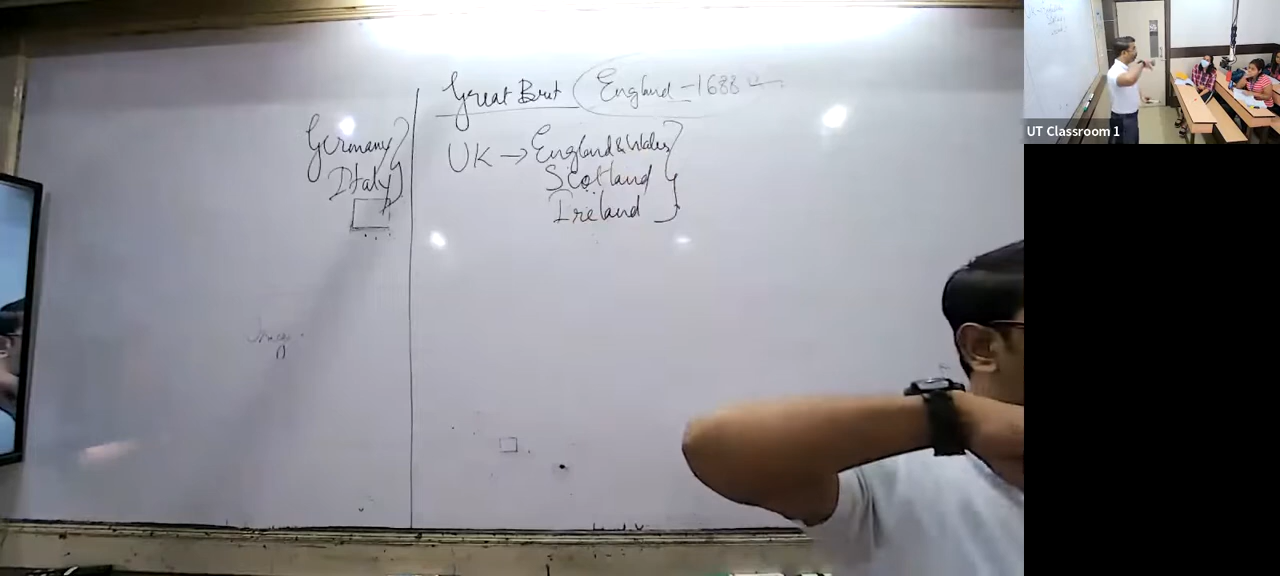 Germany
Italy
Great Brit England - 1688
UK → England & Wales
Scotland
Ireland
UT Classroom 1